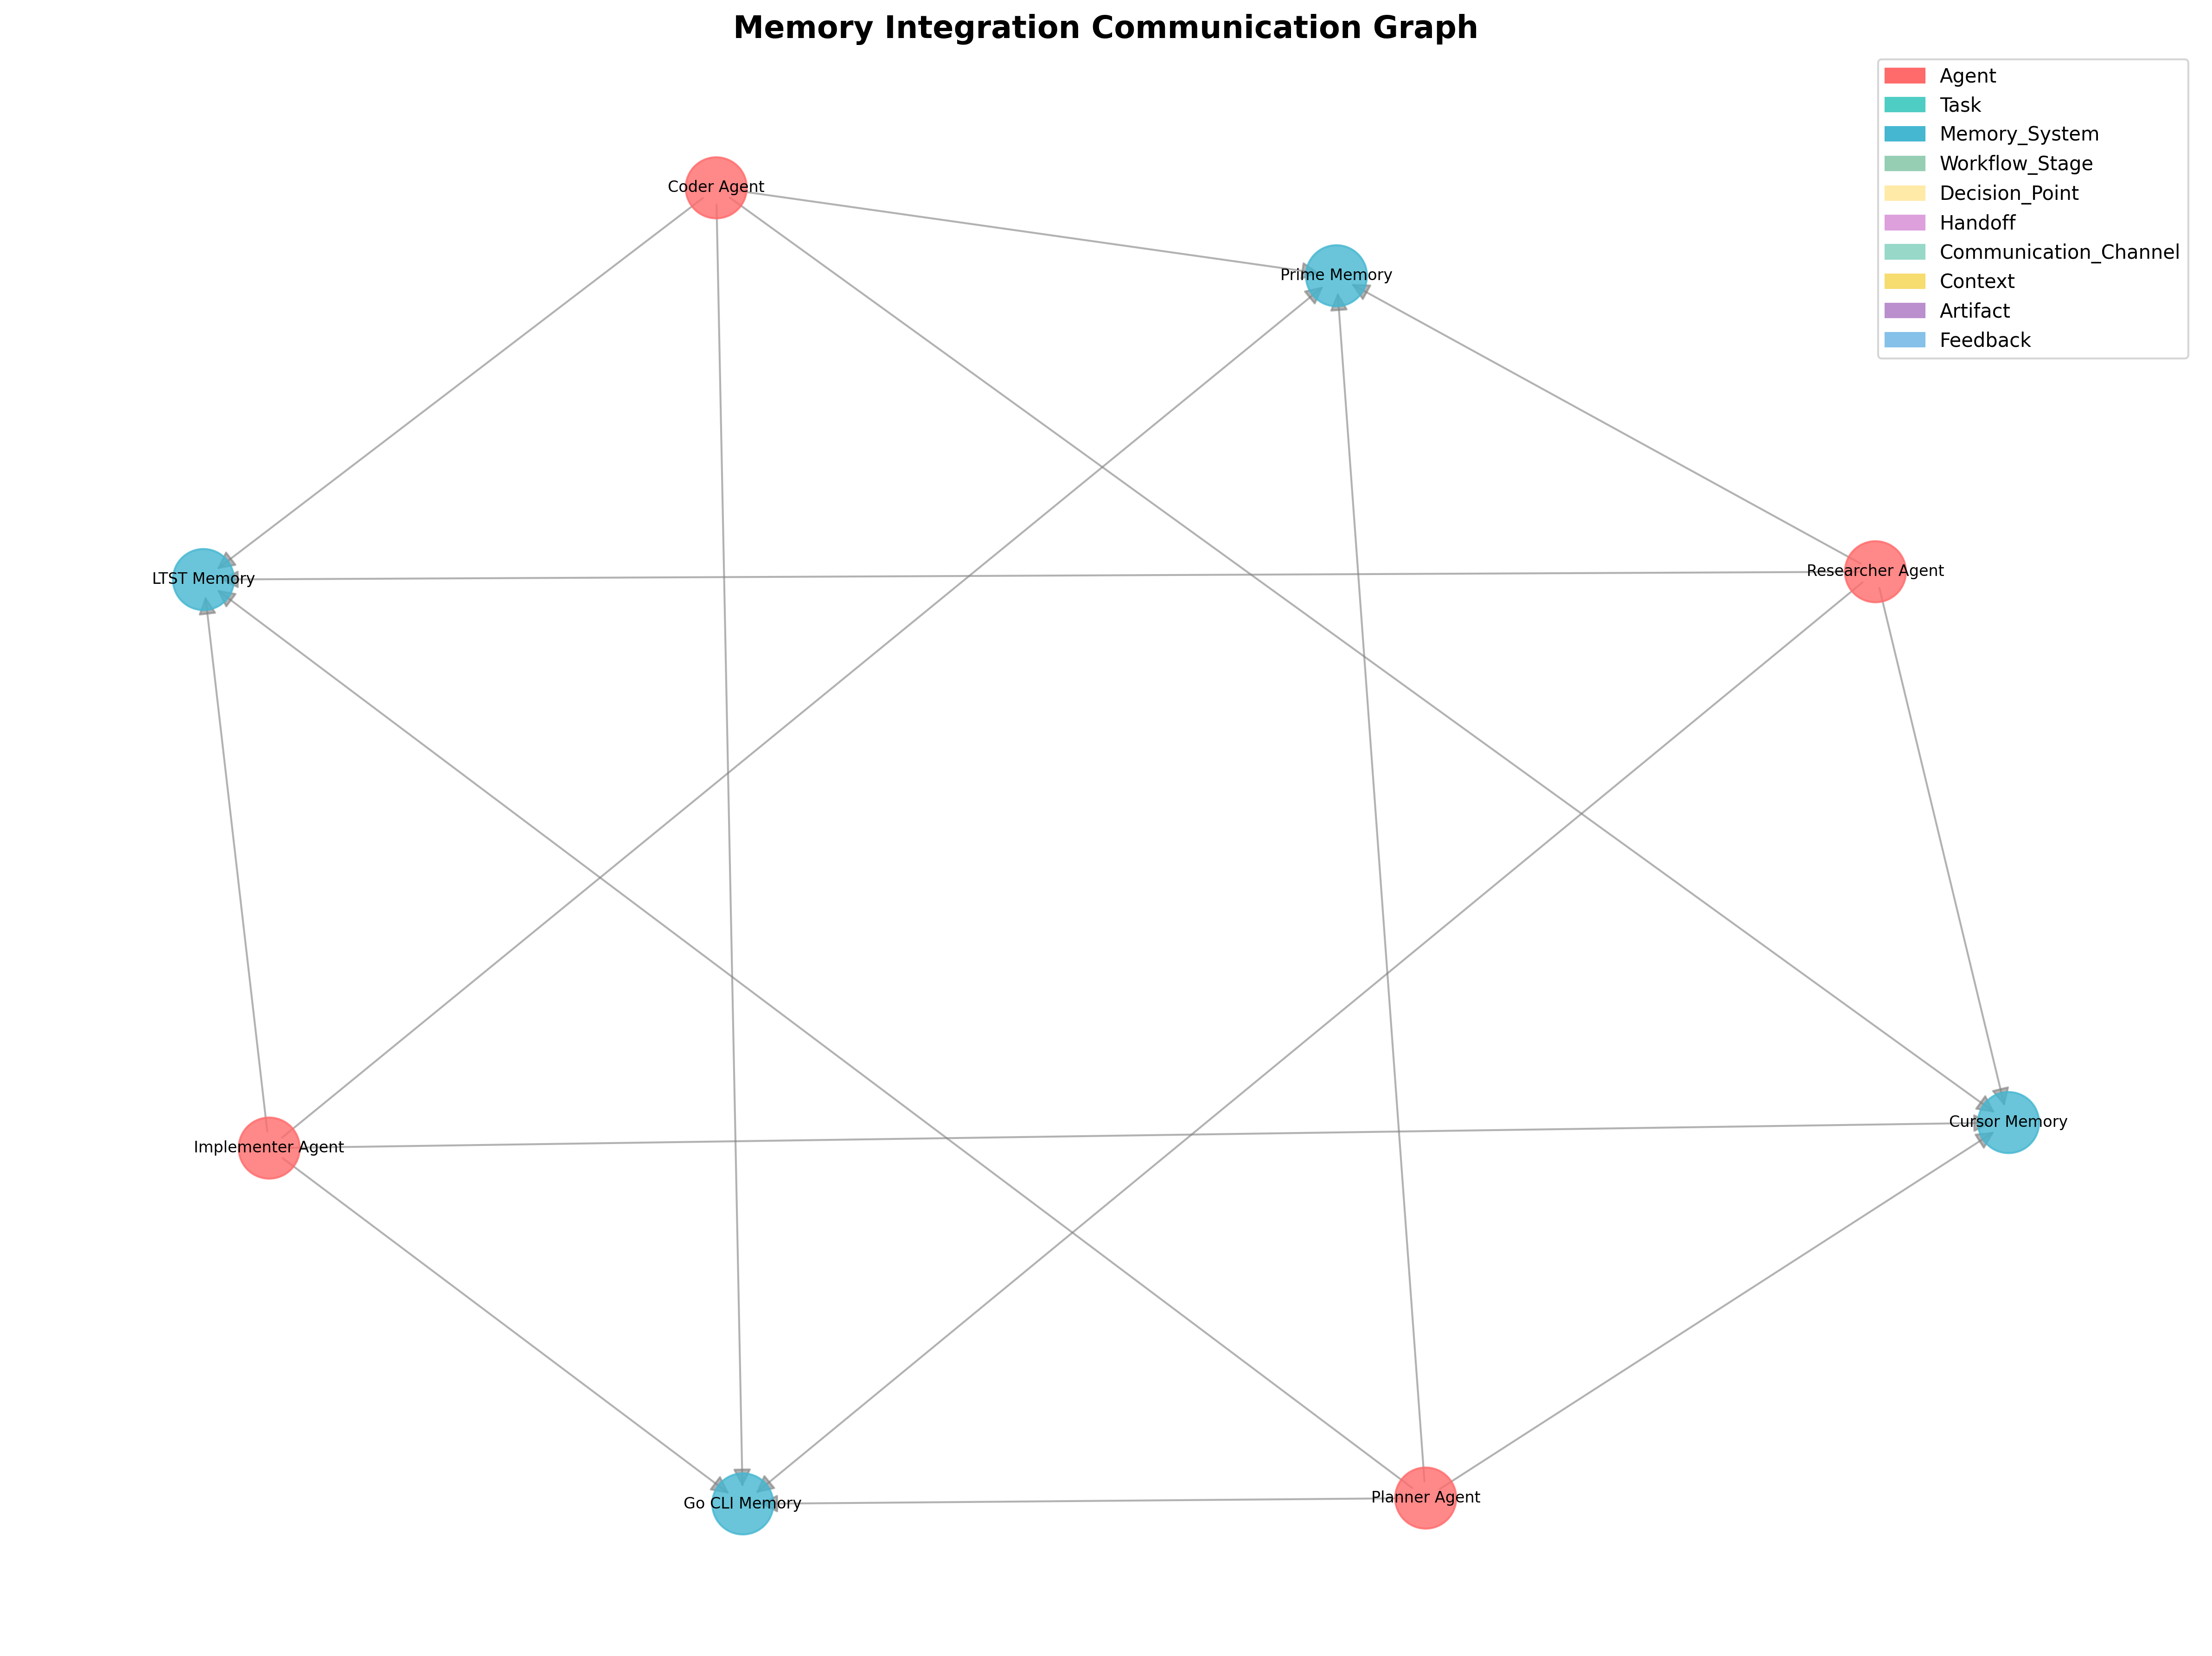 Memory Integration Communication Graph
Agent
Task
Memory_System
Workflow_Stage
Decision_Point
Handoff
Communication_Channel
Context
Artifact
Feedback
Coder Agent
Prime Memory
LTST Memory
Researcher Agent
Cursor Memory
Implementer Agent
Go CLI Memory
Planner Agent